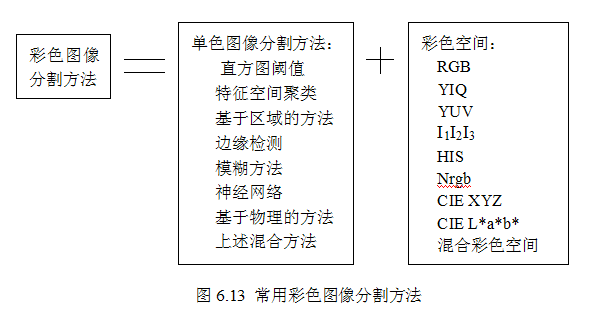 彩色图像
分割方法
单色图像分割方法：
直方图阈值
特征空间聚类
基于区域的方法
边缘检测
模糊方法
神经网络
基于物理的方法
上述混合方法
+
彩色空间：
RGB
YIQ
YUV
I₁I₂I₃
HIS
Nrgb
CIE XYZ
CIE L*a*b*
混合彩色空间
图 6.13 常用彩色图像分割方法